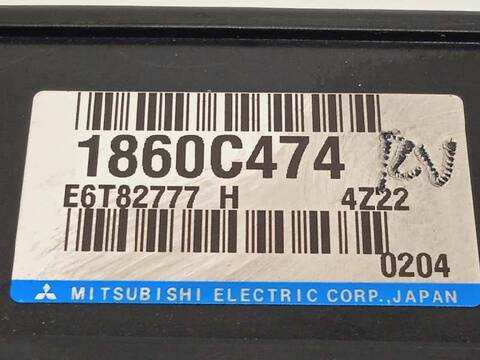 1860C474
E6T82777 H 4Z22
0204
MITSUBISHI ELECTRIC CORP., JAPAN